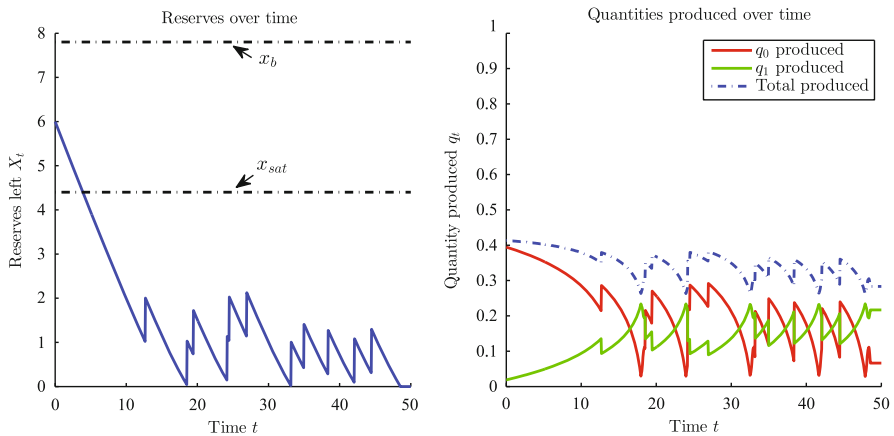 Reserves over time
8
7
6
5
4
3
2
1
0
Reserves left X_t
x_b
x_{sat}
0 10 20 30 40 50
Time t
Quantities produced over time
1
0.9
0.8
0.7
0.6
0.5
0.4
0.3
0.2
0.1
0
Quantity produced q_t
q_0 produced
q_1 produced
Total produced
0 10 20 30 40 50
Time t